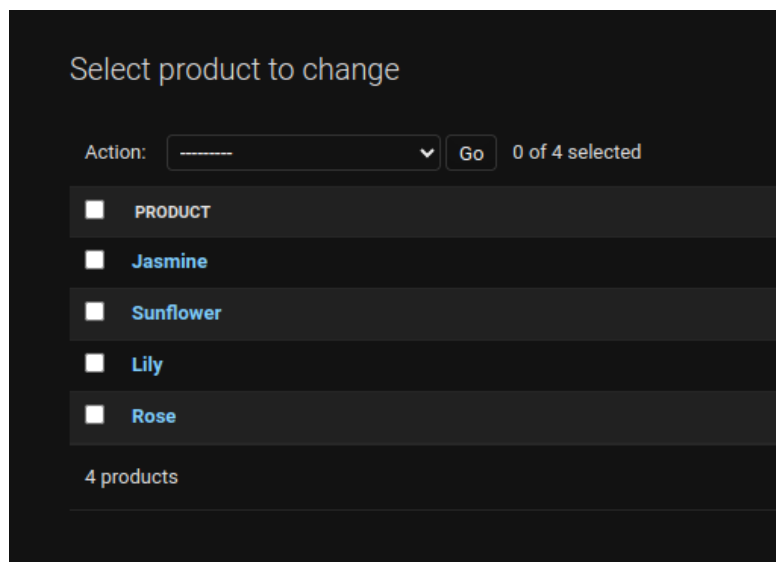 Select product to change
Action: --------- Go 0 of 4 selected
PRODUCT
Jasmine
Sunflower
Lily
Rose
4 products